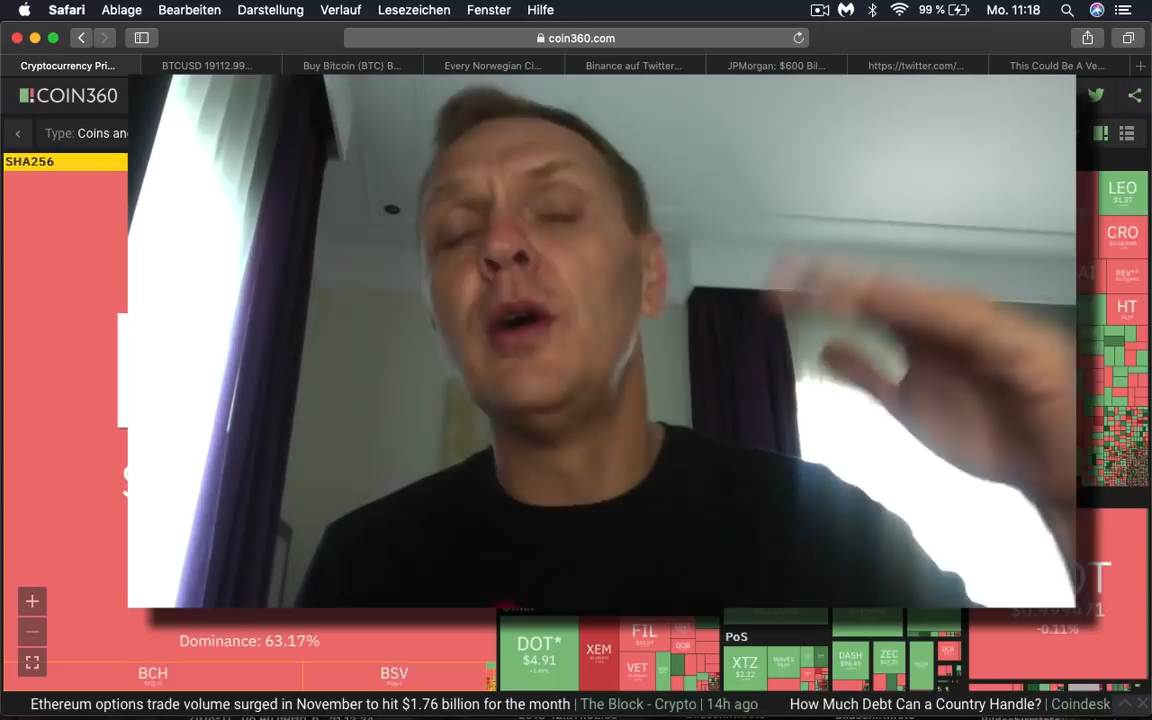 Safari Ablage Bearbeiten Darstellung Verlauf Lesezeichen Fenster Hilfe 99 % Mo. 11:18
coin360.com
Cryptocurrency Pri... BTCUSD 19112.99... Buy Bitcoin (BTC) B... Every Norwegian Ci... Binance auf Twitter... JPMorgan: $600 Bil... https://twitter.com/... This Could Be A Ve...
COIN360
Type: Coins an
SHA256
LEO
$1.37
CRO
REV**
HT
-0.11%
Dominance: 63.17%
DOT*
$4.91
XEM
FIL
VET
PoS
XTZ
$2.22
WAVES
DASH
ZEC
BCH
BSV
Ethereum options trade volume surged in November to hit $1.76 billion for the month | The Block - Crypto | 14h ago How Much Debt Can a Country Handle? | Coindesk